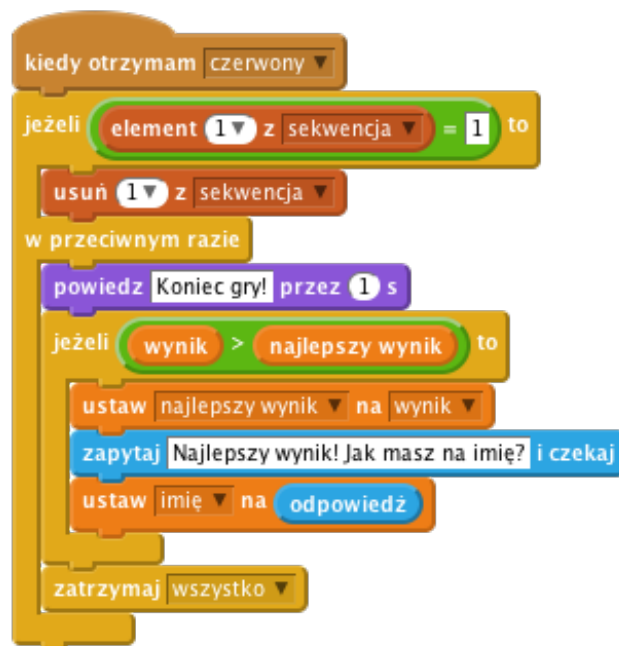 kiedy otrzymam czerwony
jeżeli element 1 z sekwencja = 1 to
usuń 1 z sekwencja
w przeciwnym razie
powiedz Koniec gry! przez 1 s
jeżeli wynik > najlepszy wynik to
ustaw najlepszy wynik na wynik
zapytaj Najlepszy wynik! Jak masz na imię? i czekaj
ustaw imię na odpowiedź
zatrzymaj wszystko